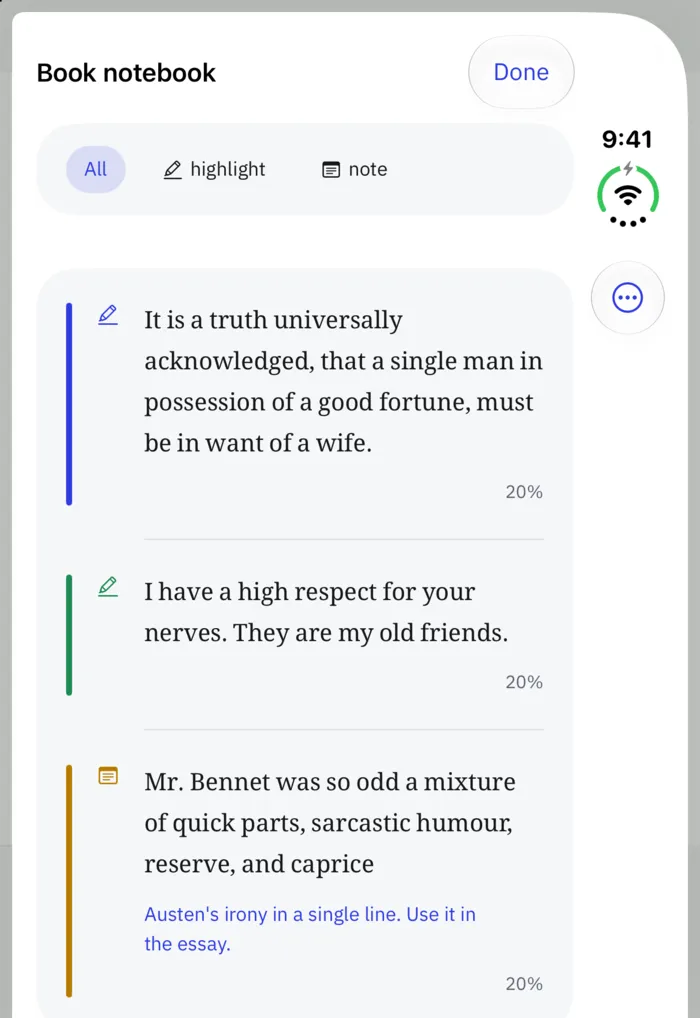 Book notebook
Done
9:41
All
highlight
note
It is a truth universally
acknowledged, that a single man in
possession of a good fortune, must
be in want of a wife.
20%
I have a high respect for your
nerves. They are my old friends.
20%
Mr. Bennet was so odd a mixture
of quick parts, sarcastic humour,
reserve, and caprice
Austen's irony in a single line. Use it in
the essay.
20%